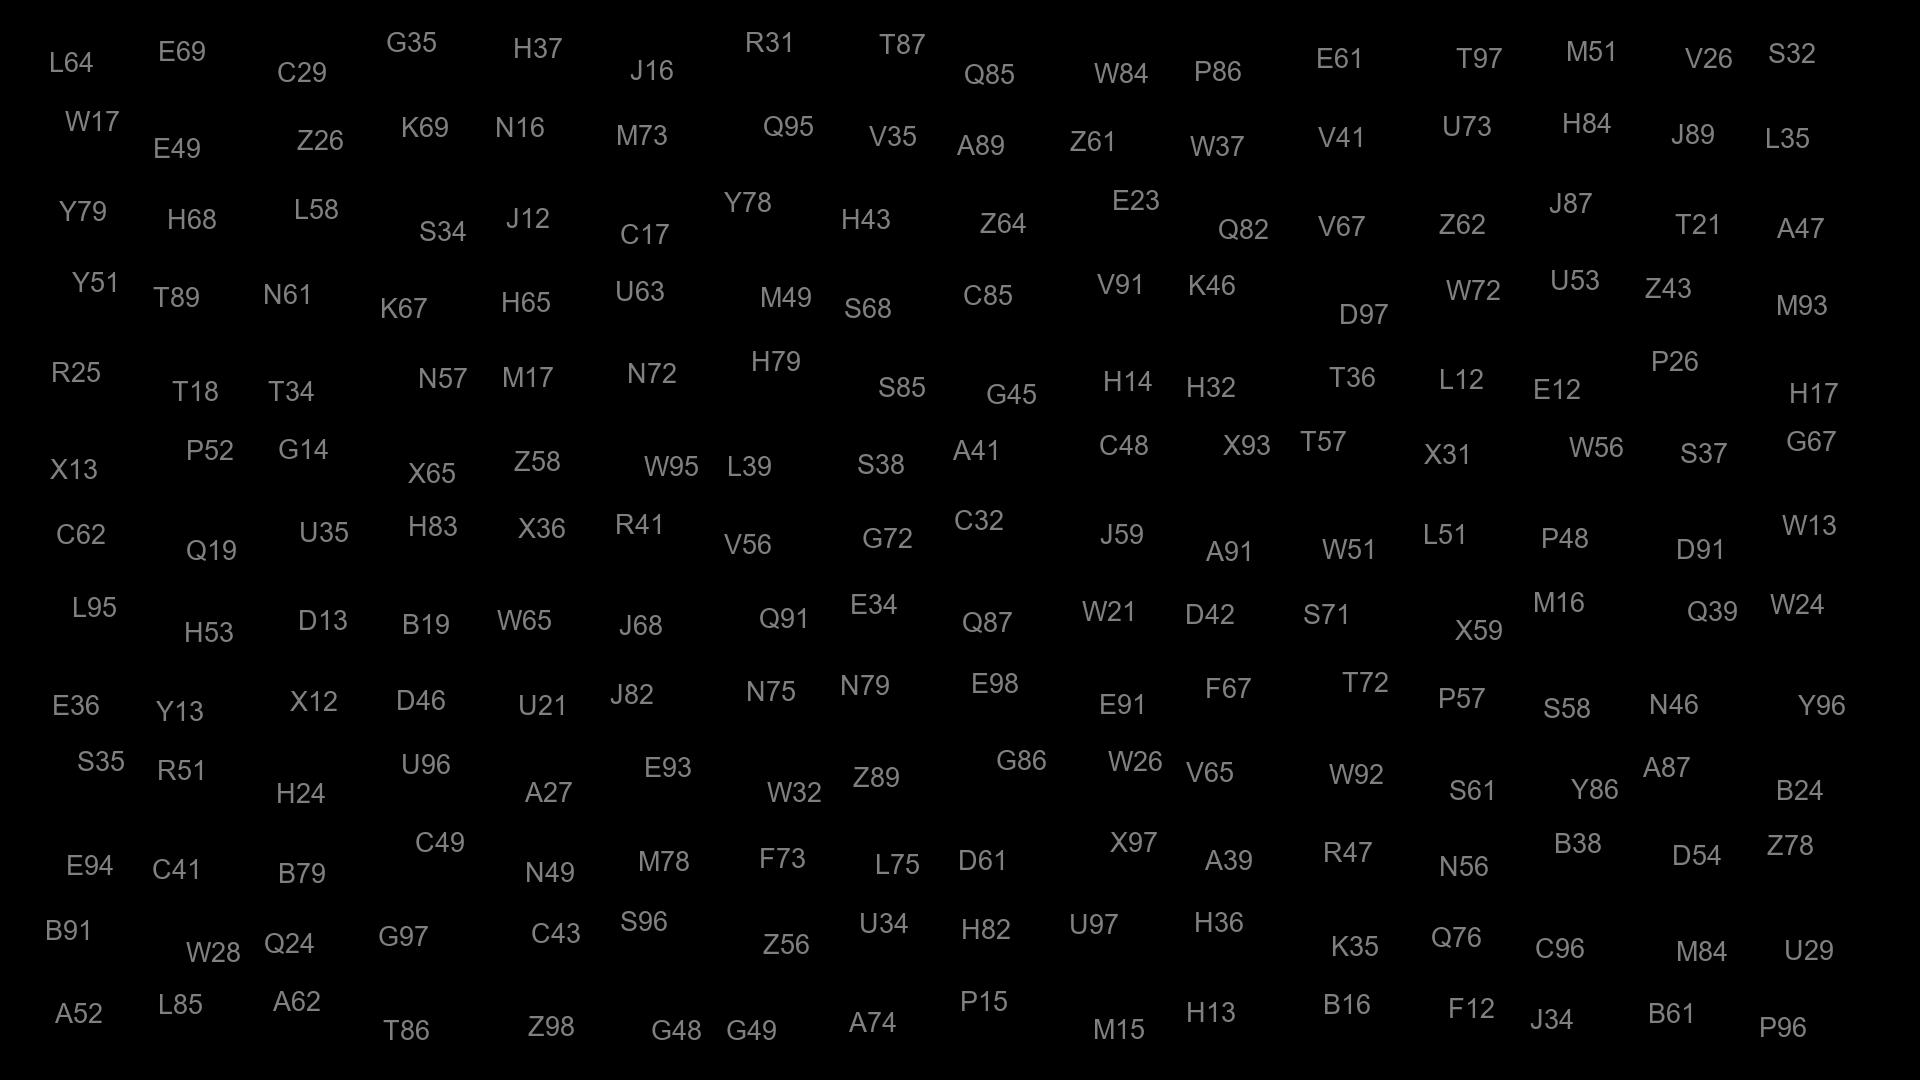 L64 E69 C29 G35 H37 J16 R31 T87 Q85 W84 P86 E61 T97 M51 V26 S32
W17 E49 Z26 K69 N16 M73 Q95 V35 A89 Z61 W37 V41 U73 H84 J89 L35
Y79 H68 L58 S34 J12 C17 Y78 H43 Z64 E23 Q82 V67 Z62 J87 T21 A47
Y51 T89 N61 K67 H65 U63 M49 S68 C85 V91 K46 D97 W72 U53 Z43 M93
R25 T18 T34 N57 M17 N72 H79 S85 G45 H14 H32 T36 L12 E12 P26 H17
X13 P52 G14 X65 Z58 W95 L39 S38 A41 C48 X93 T57 X31 W56 S37 G67
C62 Q19 U35 H83 X36 R41 V56 G72 C32 J59 A91 W51 L51 P48 D91 W13
L95 H53 D13 B19 W65 J68 Q91 E34 Q87 W21 D42 S71 X59 M16 Q39 W24
E36 Y13 X12 D46 U21 J82 N75 N79 E98 E91 F67 T72 P57 S58 N46 Y96
S35 R51 H24 U96 A27 E93 W32 Z89 G86 W26 V65 W92 S61 Y86 A87 B24
E94 C41 B79 C49 N49 M78 F73 L75 D61 X97 A39 R47 N56 B38 D54 Z78
B91 W28 Q24 G97 C43 S96 Z56 U34 H82 U97 H36 K35 Q76 C96 M84 U29
A52 L85 A62 T86 Z98 G48 G49 A74 P15 M15 H13 B16 F12 J34 B61 P96